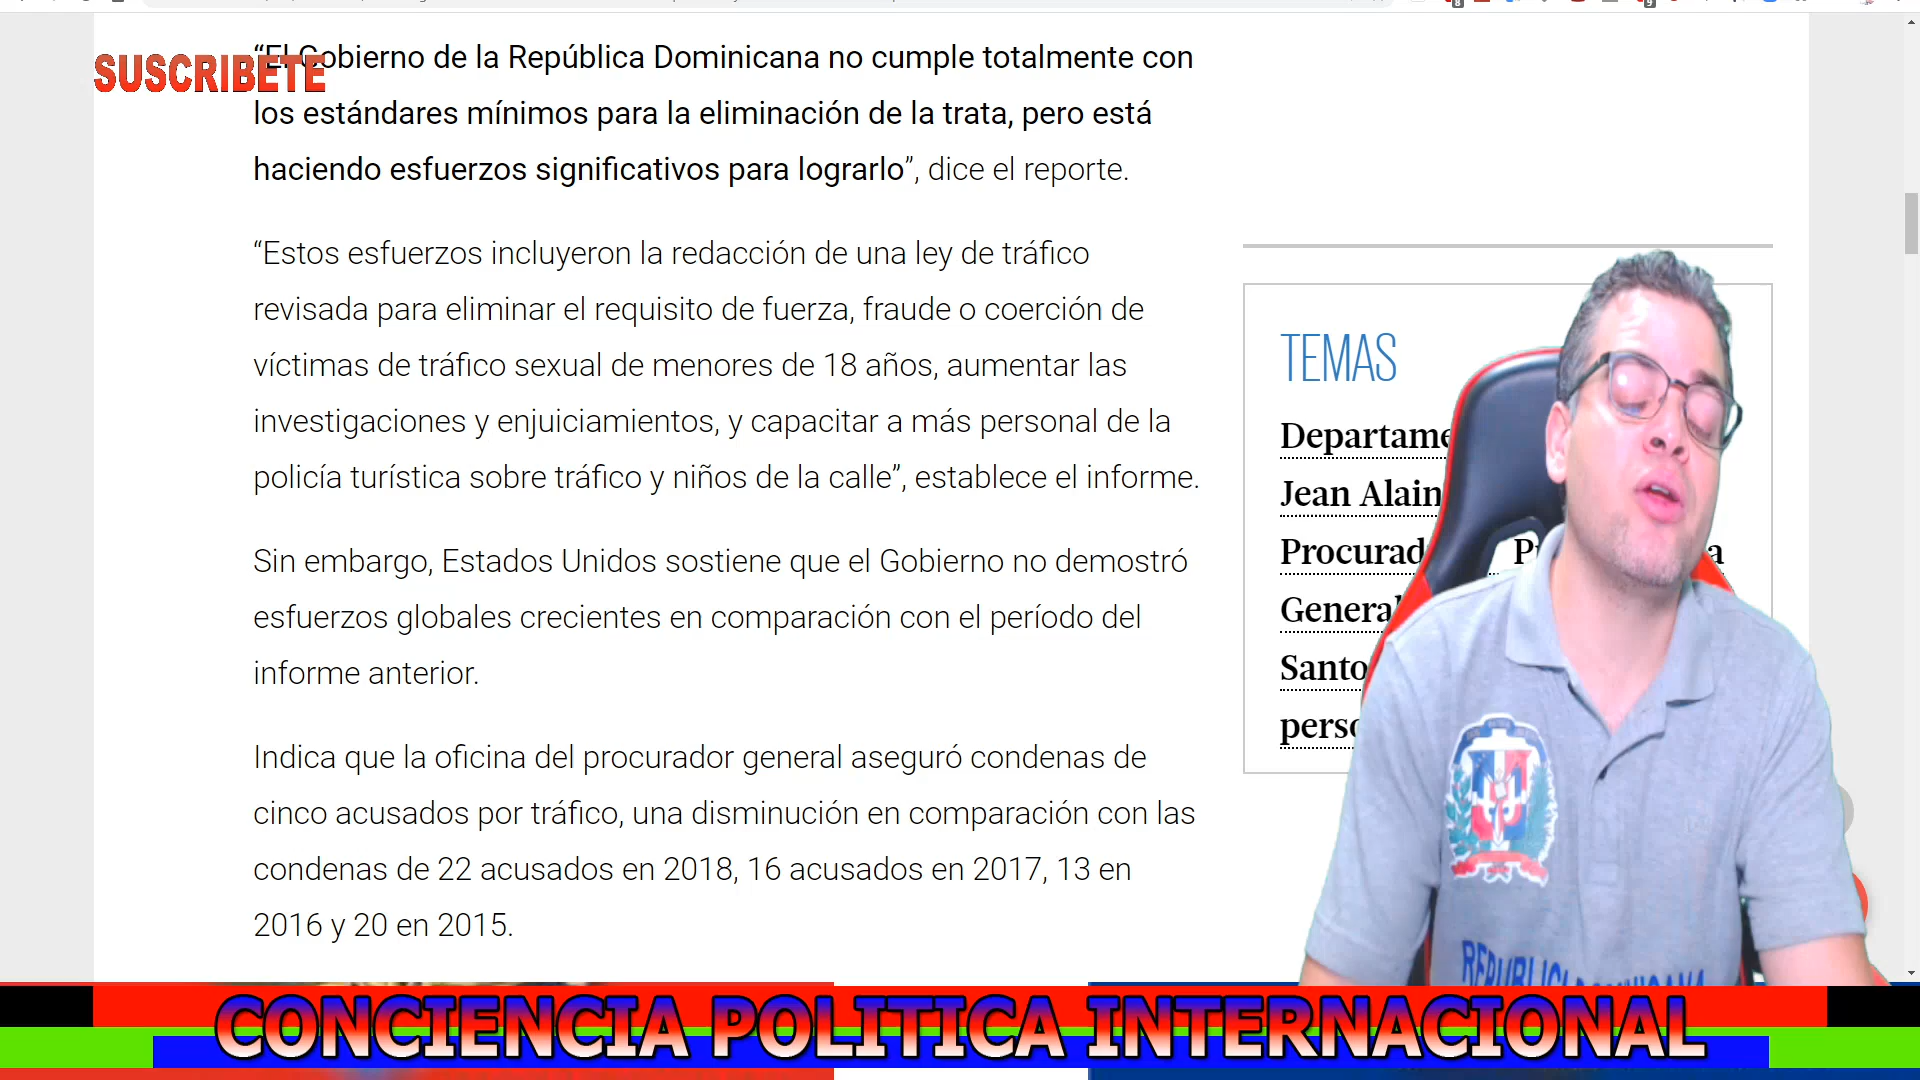 SUSCRIBETE
“El Gobierno de la República Dominicana no cumple totalmente con
los estándares mínimos para la eliminación de la trata, pero está
haciendo esfuerzos significativos para lograrlo”, dice el reporte.
“Estos esfuerzos incluyeron la redacción de una ley de tráfico
revisada para eliminar el requisito de fuerza, fraude o coerción de
víctimas de tráfico sexual de menores de 18 años, aumentar las
investigaciones y enjuiciamientos, y capacitar a más personal de la
policía turística sobre tráfico y niños de la calle”, establece el informe.
Sin embargo, Estados Unidos sostiene que el Gobierno no demostró
esfuerzos globales crecientes en comparación con el período del
informe anterior.
Indica que la oficina del procurador general aseguró condenas de
cinco acusados por tráfico, una disminución en comparación con las
condenas de 22 acusados en 2018, 16 acusados en 2017, 13 en
2016 y 20 en 2015.
TEMAS
Departame
Jean Alain
Procurad
General
Santo
perso
REPUBLICA DOMINICANA
CONCIENCIA POLITICA INTERNACIONAL